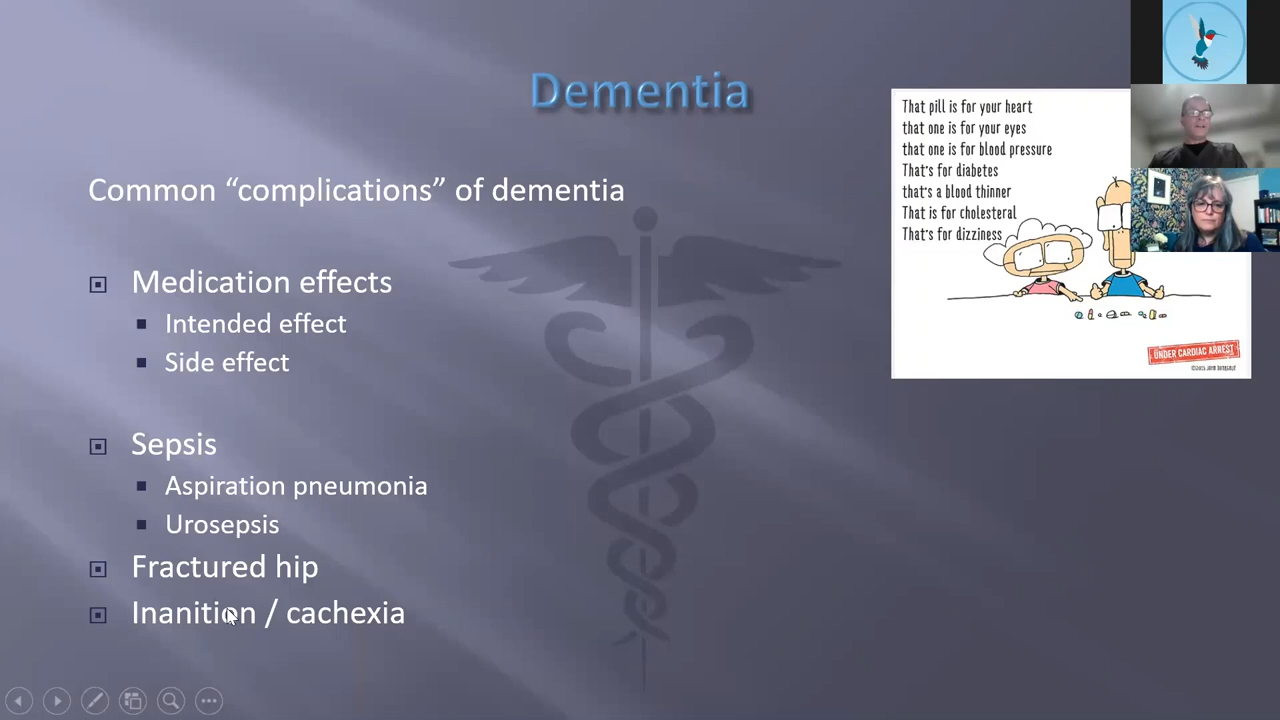 Dementia
Common “complications” of dementia
Medication effects
Intended effect
Side effect
Sepsis
Aspiration pneumonia
Urosepsis
Fractured hip
Inanition / cachexia
That pill is for your heart
that one is for your eyes
that one is for blood pressure
That's for diabetes
that's a blood thinner
That is for cholesteral
That's for dizziness
UNDER CARDIAC ARREST